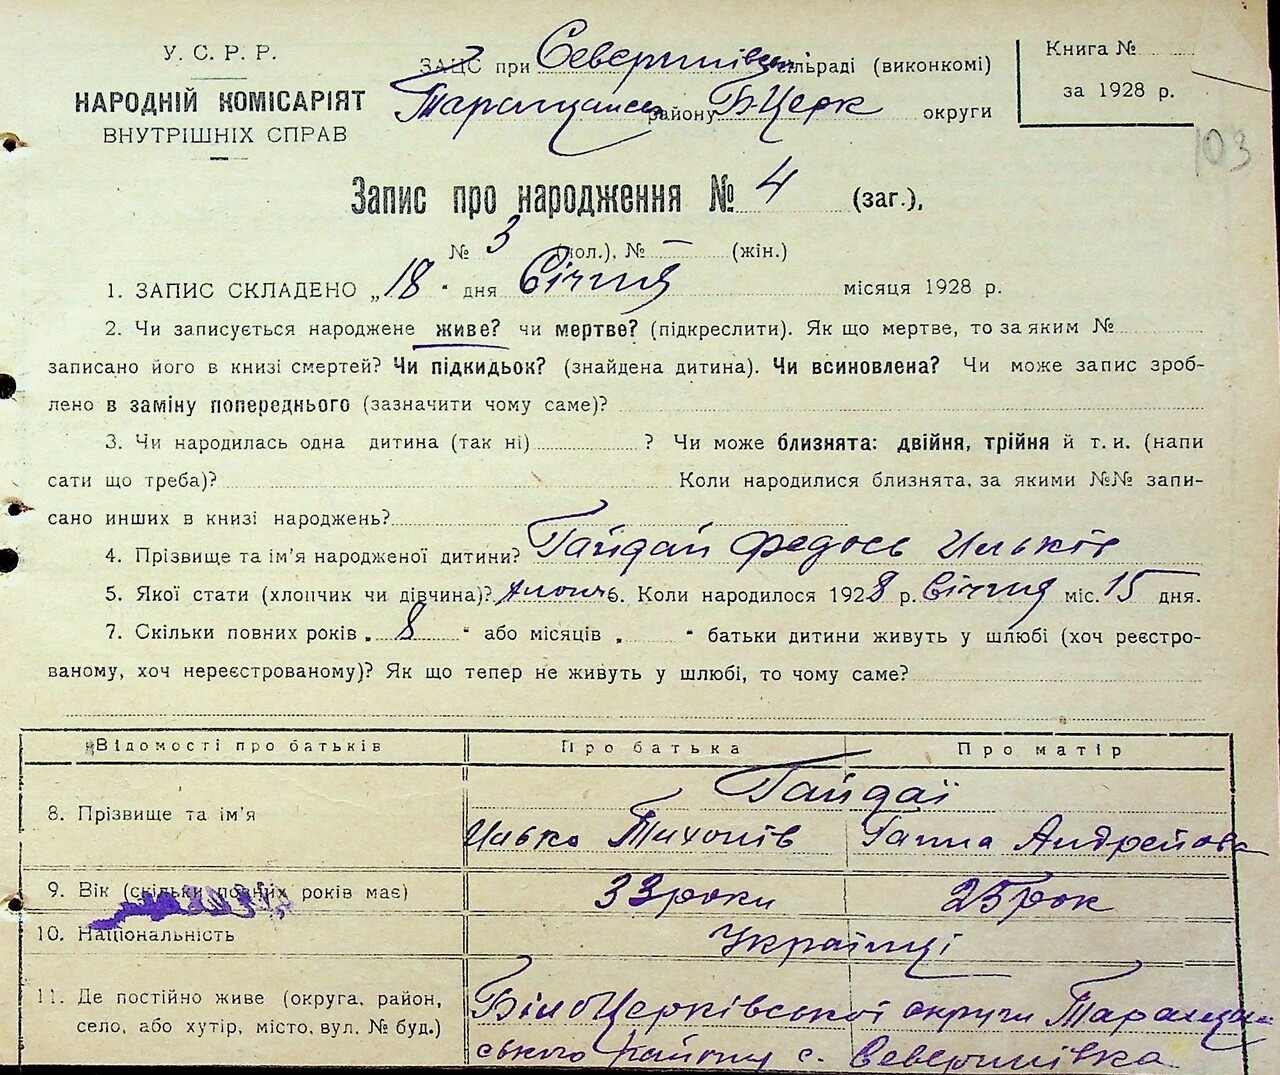 У. С. Р. Р.
НАРОДНІЙ КОМІСАРІЯТ
ВНУТРІШНІХ СПРАВ
ЗАЦС при Северинівськ сільраді (виконкомі)
Таращанськ району Б-Церк округи
Книга №
за 1928 р.
103
Запис про народження № 4 (заг.),
№ 3 (чол.), № — (жін.)
1. ЗАПИС СКЛАДЕНО „18" дня Січня місяця 1928 р.
2. Чи записується народжене живе? чи мертве? (підкреслити). Як що мертве, то за яким №
записано його в книзі смертей? Чи підкидьок? (знайдена дитина). Чи всиновлена? Чи може запис зроб-
лено в заміну попереднього (зазначити чому саме)?
3. Чи народилась одна дитина (так ні) ? Чи може близнята: двійня, трійня й т. и. (напи
сати що треба)? Коли народилися близнята, за якими №№ запи-
сано инших в книзі народжень?
4. Прізвище та ім’я народженої дитини? Гайдай Федось Ильків
5. Якої стати (хлопчик чи дівчина)? хлопч 6. Коли народилося 1928 р. Січня міс. 15 дня.
7. Скільки повних років „ 8 “ або місяців „ “ батьки дитини живуть у шлюбі (хоч реєстро-
ваному, хоч нереєстрованому)? Як що тепер не живуть у шлюбі, то чому саме?
Відомості про батьків Про батька Про матір
8. Прізвище та ім’я Гайдаї
Илько Тихонів Ганна Андрейова
9. Вік (скільки повних років має) 33 роки 25 рок
10. Національність Українці
11. Де постійно живе (округа, район,
село, або хутір, місто, вул. № буд.)
БілоЦерківської округи Таращан
ського району с. Северинівка